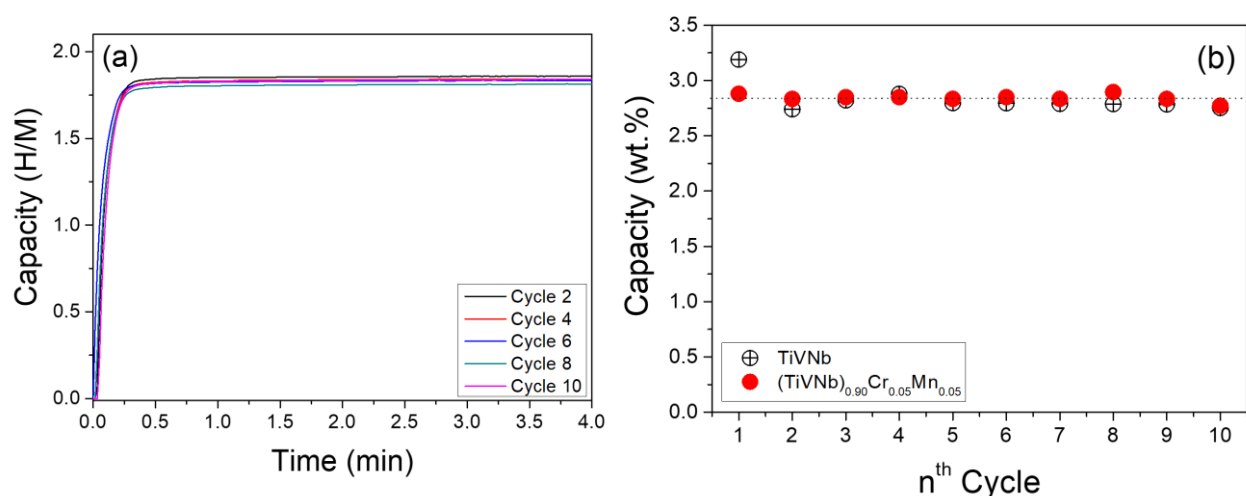 (a)
Capacity (H/M)
2.0
1.5
1.0
0.5
0.0
0.0 0.5 1.0 1.5 2.0 2.5 3.0 3.5 4.0
Time (min)
Cycle 2
Cycle 4
Cycle 6
Cycle 8
Cycle 10
(b)
Capacity (wt.%)
3.5
3.0
2.5
2.0
1.5
1.0
0.5
0.0
1 2 3 4 5 6 7 8 9 10
nth Cycle
TiVNb
(TiVNb)0.90Cr0.05Mn0.05